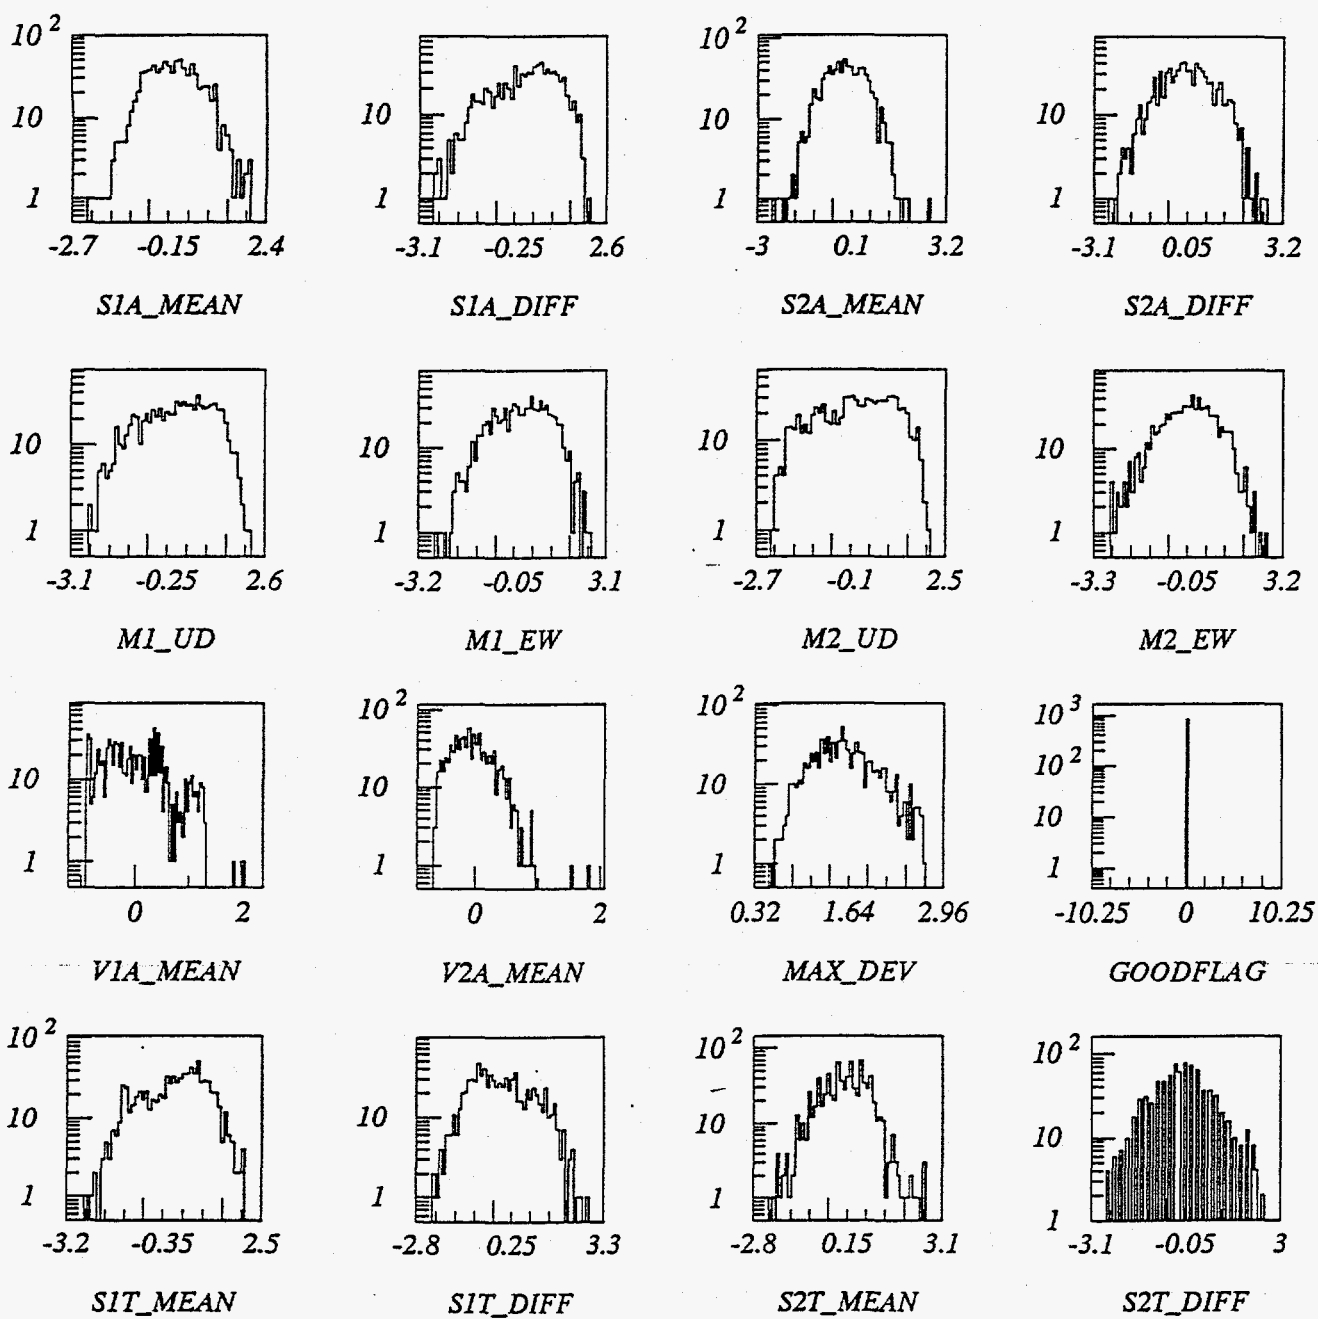 10 2 10 2
10 10 10 10
1 1 1 1
-2.7 -0.15 2.4 -3.1 -0.25 2.6 -3 0.1 3.2 -3.1 0.05 3.2
S1A_MEAN S1A_DIFF S2A_MEAN S2A_DIFF
10 10 10 10
1 1 1 1
-3.1 -0.25 2.6 -3.2 -0.05 3.1 -2.7 -0.1 2.5 -3.3 -0.05 3.2
M1_UD M1_EW M2_UD M2_EW
10 2 10 2 10 3
10 2
10 10 10 10
1 1 1 1
0 2 0 2 0.32 1.64 2.96 -10.25 0 10.25
V1A_MEAN V2A_MEAN MAX_DEV GOODFLAG
10 2 10 2 10 2
10 10 10 10
1 1 1 1
-3.2 -0.35 2.5 -2.8 0.25 3.3 -2.8 0.15 3.1 -3.1 -0.05 3
S1T_MEAN S1T_DIFF S2T_MEAN S2T_DIFF